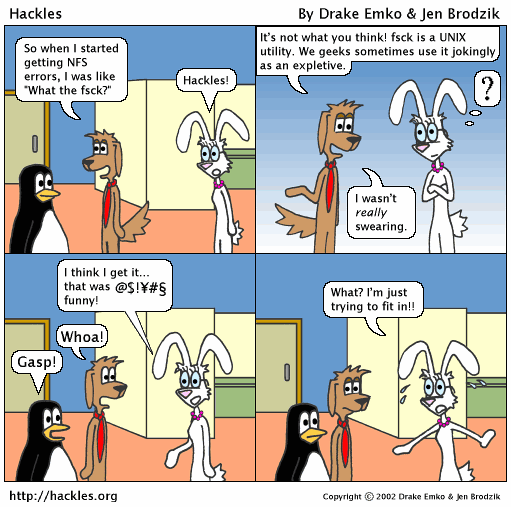 Hackles
By Drake Emko & Jen Brodzik
So when I started
getting NFS
errors, I was like
"What the fsck?"
Hackles!
It's not what you think! fsck is a UNIX
utility. We geeks sometimes use it jokingly
as an expletive.
?
I wasn't
really
swearing.
I think I get it...
that was @$!¥#§
funny!
Whoa!
Gasp!
What? I'm just
trying to fit in!!
http://hackles.org
Copyright © 2002 Drake Emko & Jen Brodzik